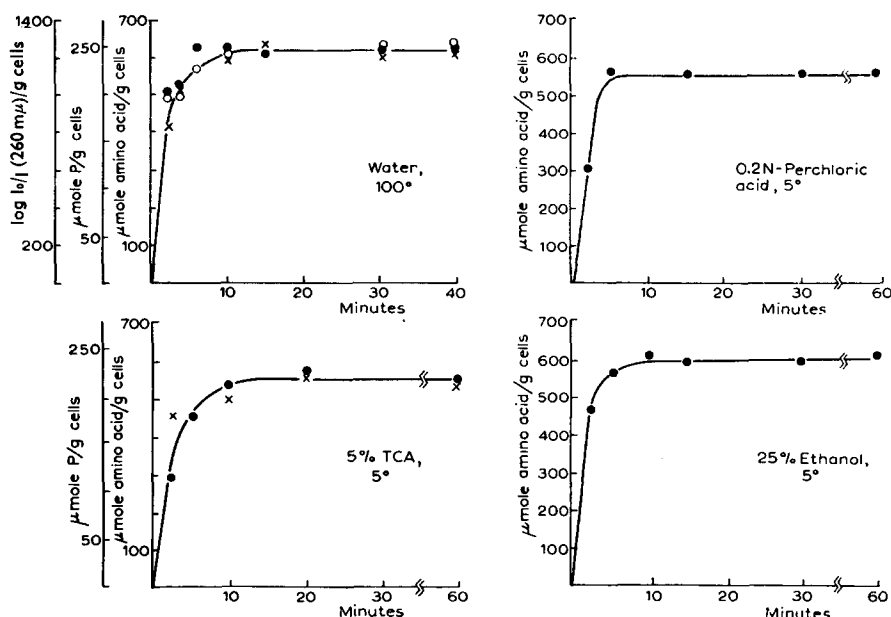 1400
200
log I₀/I (260 mμ)/g cells
250
50
μmole P/g cells
700
100
μmole amino acid/g cells
Water,
100°
10
20
30
40
Minutes
700
600
500
400
300
200
100
μmole amino acid/g cells
0.2N-Perchloric
acid, 5°
0
10
20
30
60
Minutes
250
50
μmole P/g cells
700
100
μmole amino acid/g cells
5% TCA,
5°
0
10
20
30
60
Minutes
700
600
500
400
300
200
100
μmole amino acid/g cells
25% Ethanol,
5°
0
10
20
30
60
Minutes